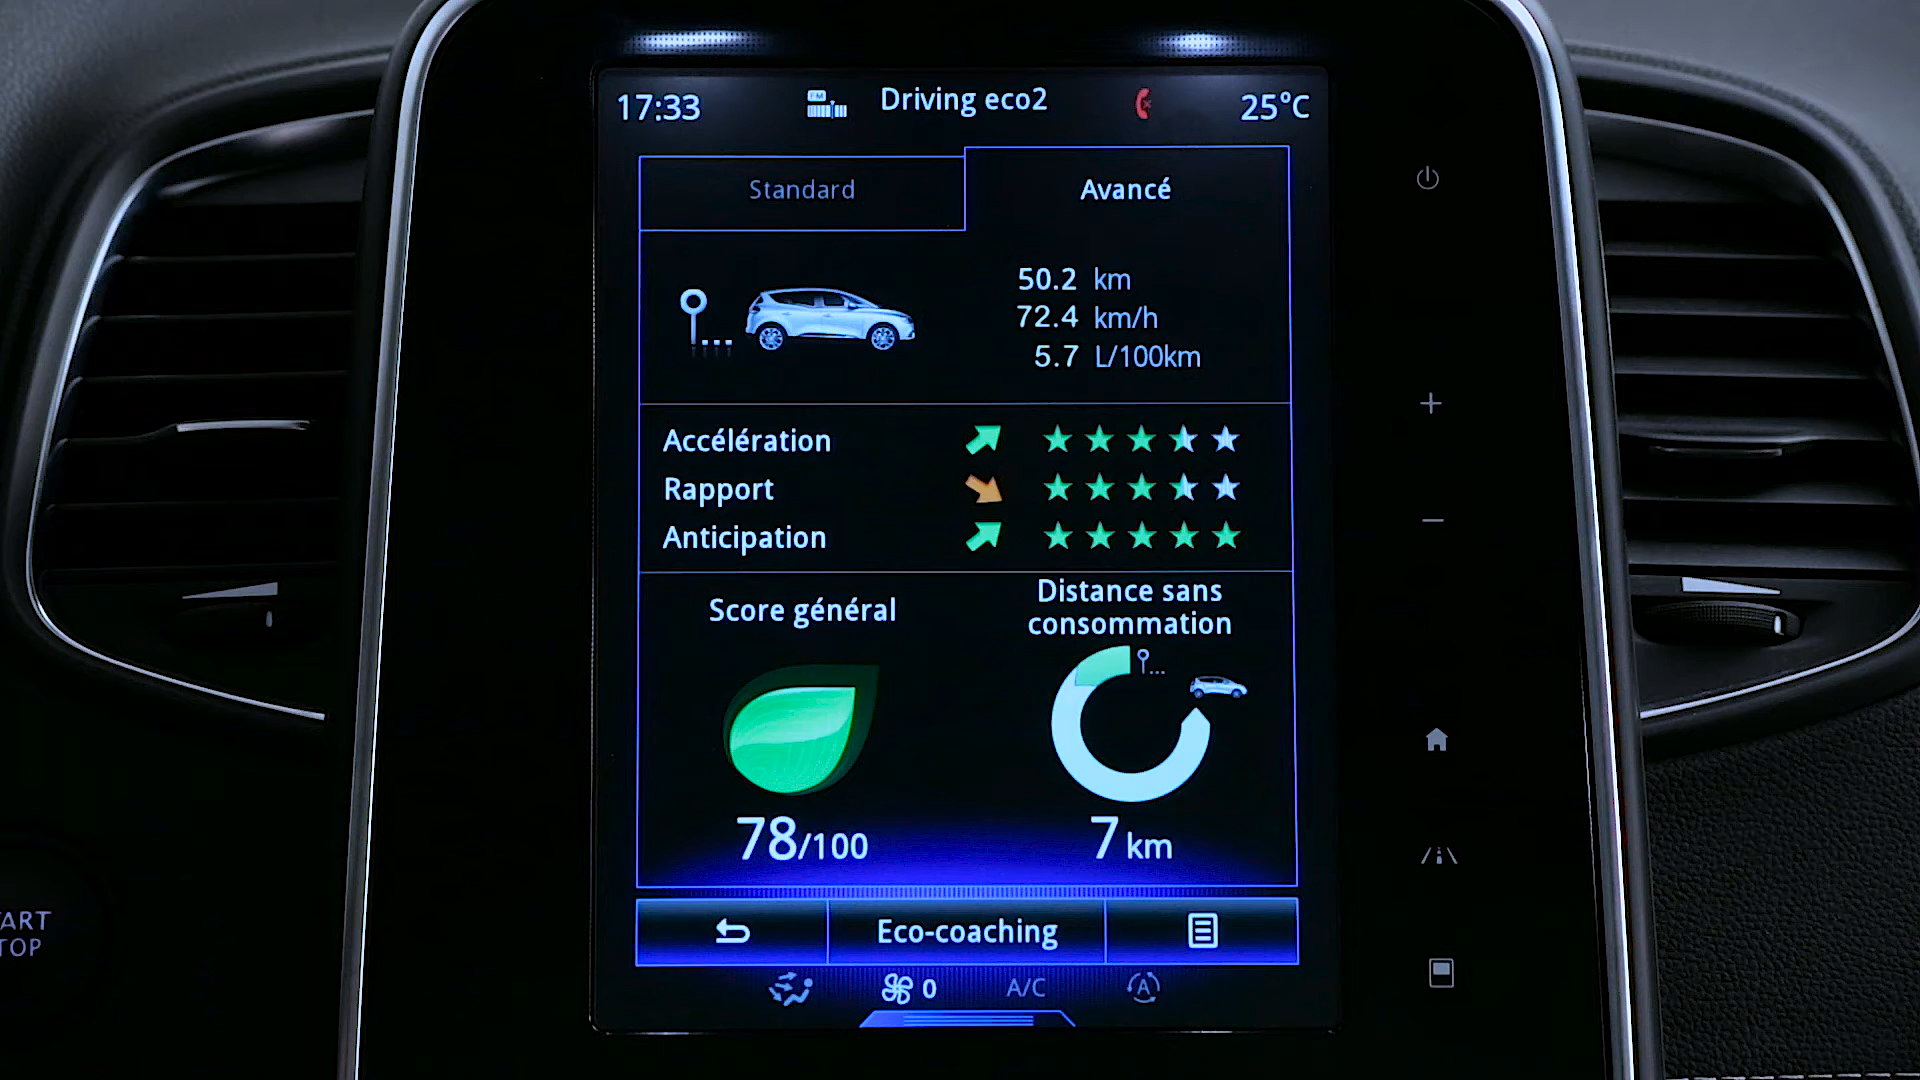 17:33
FM
Driving eco2
25°C
Standard
Avancé
50.2 km
72.4 km/h
5.7 L/100km
Accélération
Rapport
Anticipation
Score général
Distance sans
consommation
78/100
7 km
Eco-coaching
0
A/C
A
ART
TOP